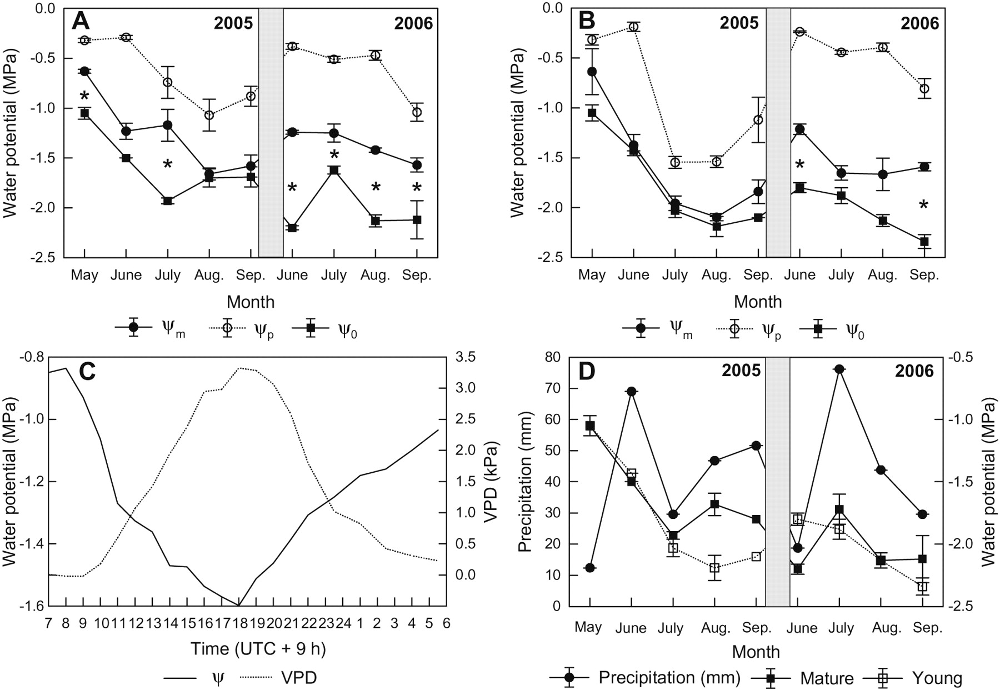 A 2005 2006
0.0
-0.5
-1.0
-1.5
-2.0
-2.5
Water potential (MPa)
* * * * * *
May June July Aug. Sep. June July Aug. Sep.
Month
ψm ψp ψ0
B 2005 2006
0.0
-0.5
-1.0
-1.5
-2.0
-2.5
Water potential (MPa)
* *
May June July Aug. Sep. June July Aug. Sep.
Month
ψm ψp ψ0
C
-0.8
-1.0
-1.2
-1.4
-1.6
Water potential (MPa)
3.5
3.0
2.5
2.0
1.5
1.0
0.5
0.0
VPD (kPa)
7 8 9 10 11 12 13 14 15 16 17 18 19 20 21 22 23 24 1 2 3 4 5 6
Time (UTC + 9 h)
ψ VPD
D 2005 2006
80
70
60
50
40
30
20
10
0
Precipitation (mm)
-0.5
-1.0
-1.5
-2.0
-2.5
Water potential (MPa)
May June July Aug. Sep. June July Aug. Sep.
Month
Precipitation (mm) Mature Young